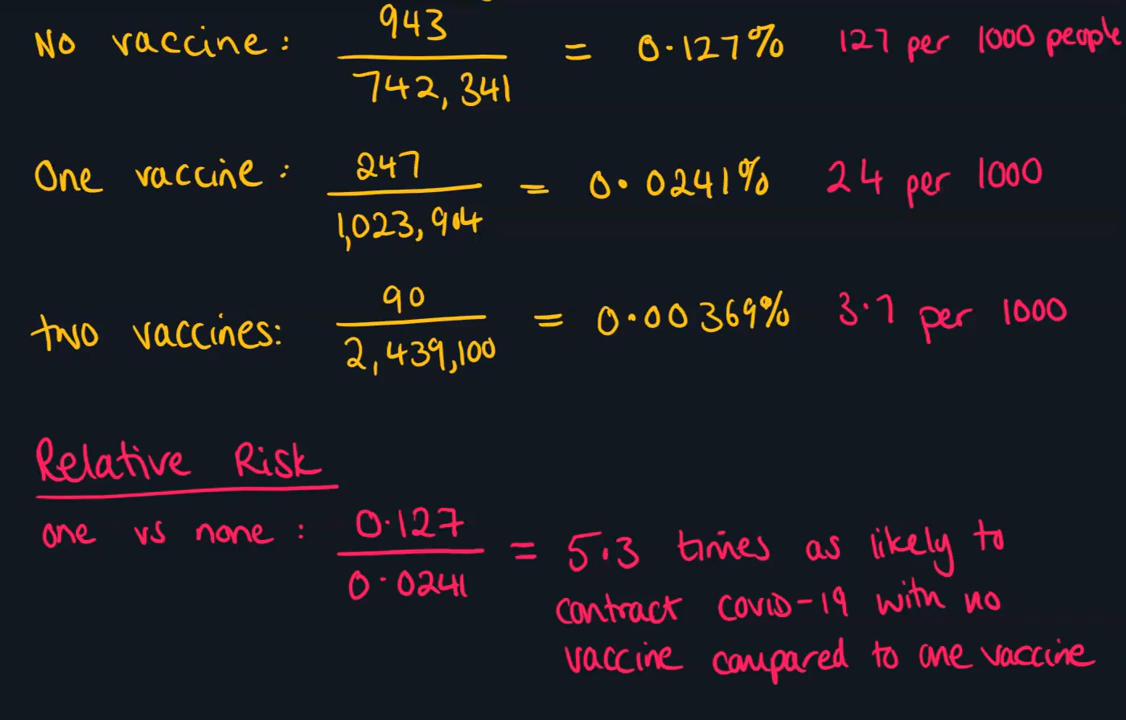 No vaccine: 943/742,341 = 0.127% 127 per 1000 people
One vaccine: 247/1,023,904 = 0.0241% 24 per 1000
two vaccines: 90/2,439,100 = 0.00369% 3.7 per 1000
Relative Risk
one vs none: 0.127/0.0241 = 5.3 times as likely to
contract COVID-19 with no
vaccine compared to one vaccine